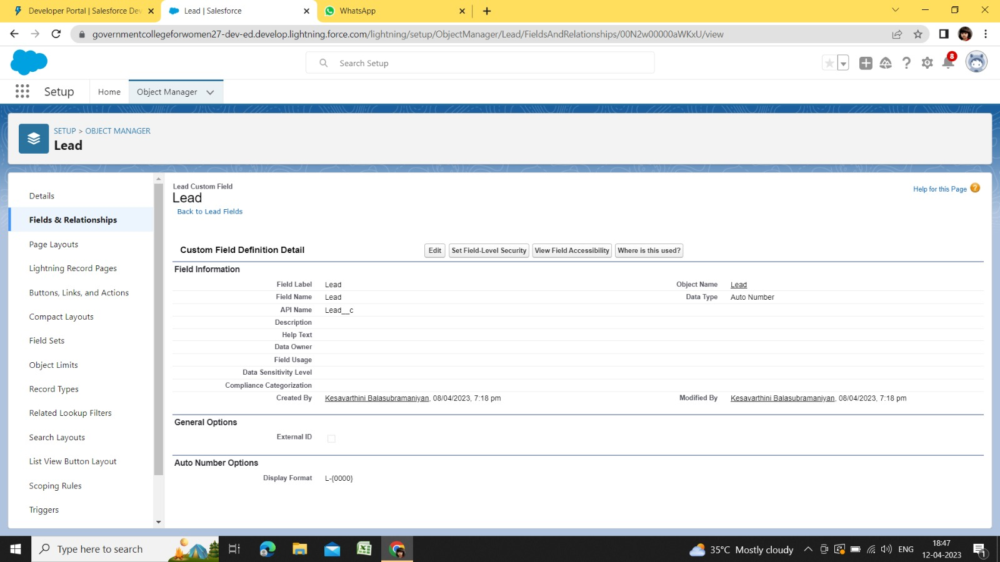 Developer Portal | Salesforce Dev
Lead | Salesforce
WhatsApp
governmentcollegeforwomen27-dev-ed.develop.lightning.force.com/lightning/setup/ObjectManager/Lead/FieldsAndRelationships/00N2w00000aWKxU/view
Search Setup
8
Setup
Home
Object Manager
SETUP > OBJECT MANAGER
Lead
Details
Fields & Relationships
Page Layouts
Lightning Record Pages
Buttons, Links, and Actions
Compact Layouts
Field Sets
Object Limits
Record Types
Related Lookup Filters
Search Layouts
List View Button Layout
Scoping Rules
Triggers
Lead Custom Field
Lead
Back to Lead Fields
Help for this Page
Custom Field Definition Detail
Edit
Set Field-Level Security
View Field Accessibility
Where is this used?
Field Information
Field Label Lead Object Name Lead
Field Name Lead Data Type Auto Number
API Name Lead__c
Description
Help Text
Data Owner
Field Usage
Data Sensitivity Level
Compliance Categorization
Created By Kesavarthini Balasubramaniyan, 08/04/2023, 7:18 pm Modified By Kesavarthini Balasubramaniyan, 08/04/2023, 7:18 pm
General Options
External ID
Auto Number Options
Display Format L-{0000}
Type here to search
35°C Mostly cloudy
ENG
18:47
12-04-2023
1